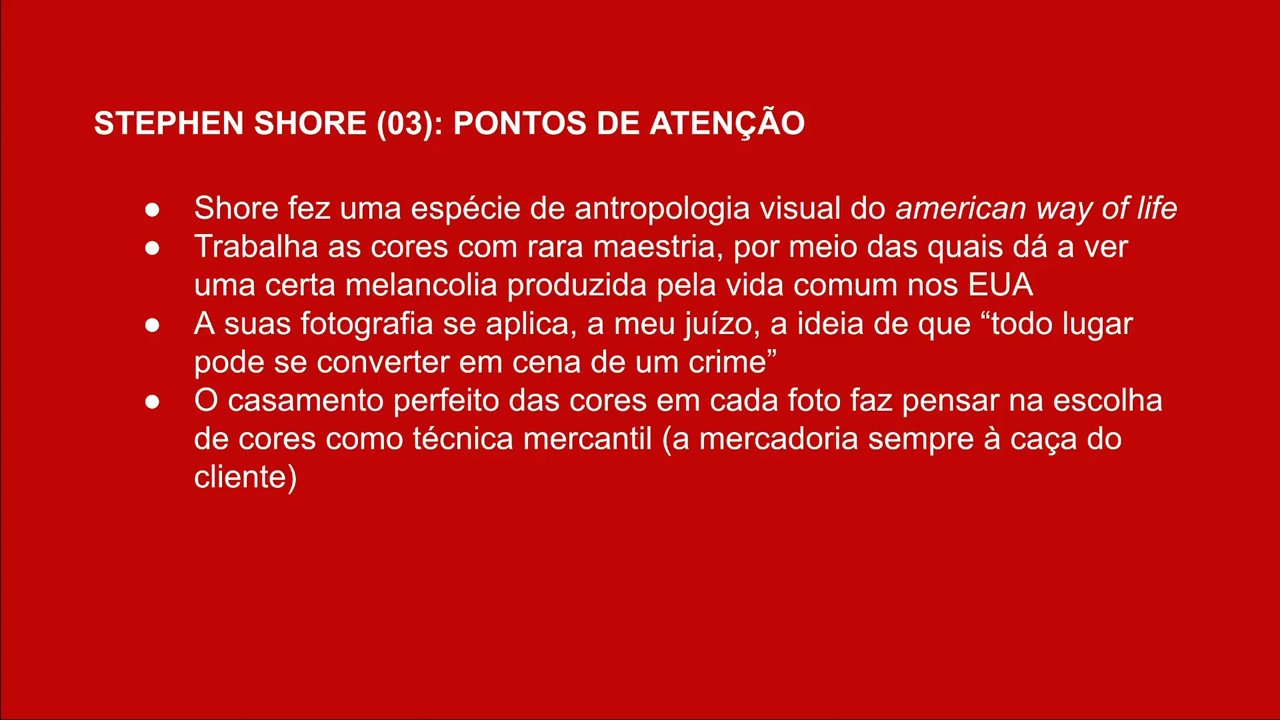 STEPHEN SHORE (03): PONTOS DE ATENÇÃO
● Shore fez uma espécie de antropologia visual do american way of life
● Trabalha as cores com rara maestria, por meio das quais dá a ver
uma certa melancolia produzida pela vida comum nos EUA
● A suas fotografia se aplica, a meu juízo, a ideia de que “todo lugar
pode se converter em cena de um crime”
● O casamento perfeito das cores em cada foto faz pensar na escolha
de cores como técnica mercantil (a mercadoria sempre à caça do
cliente)